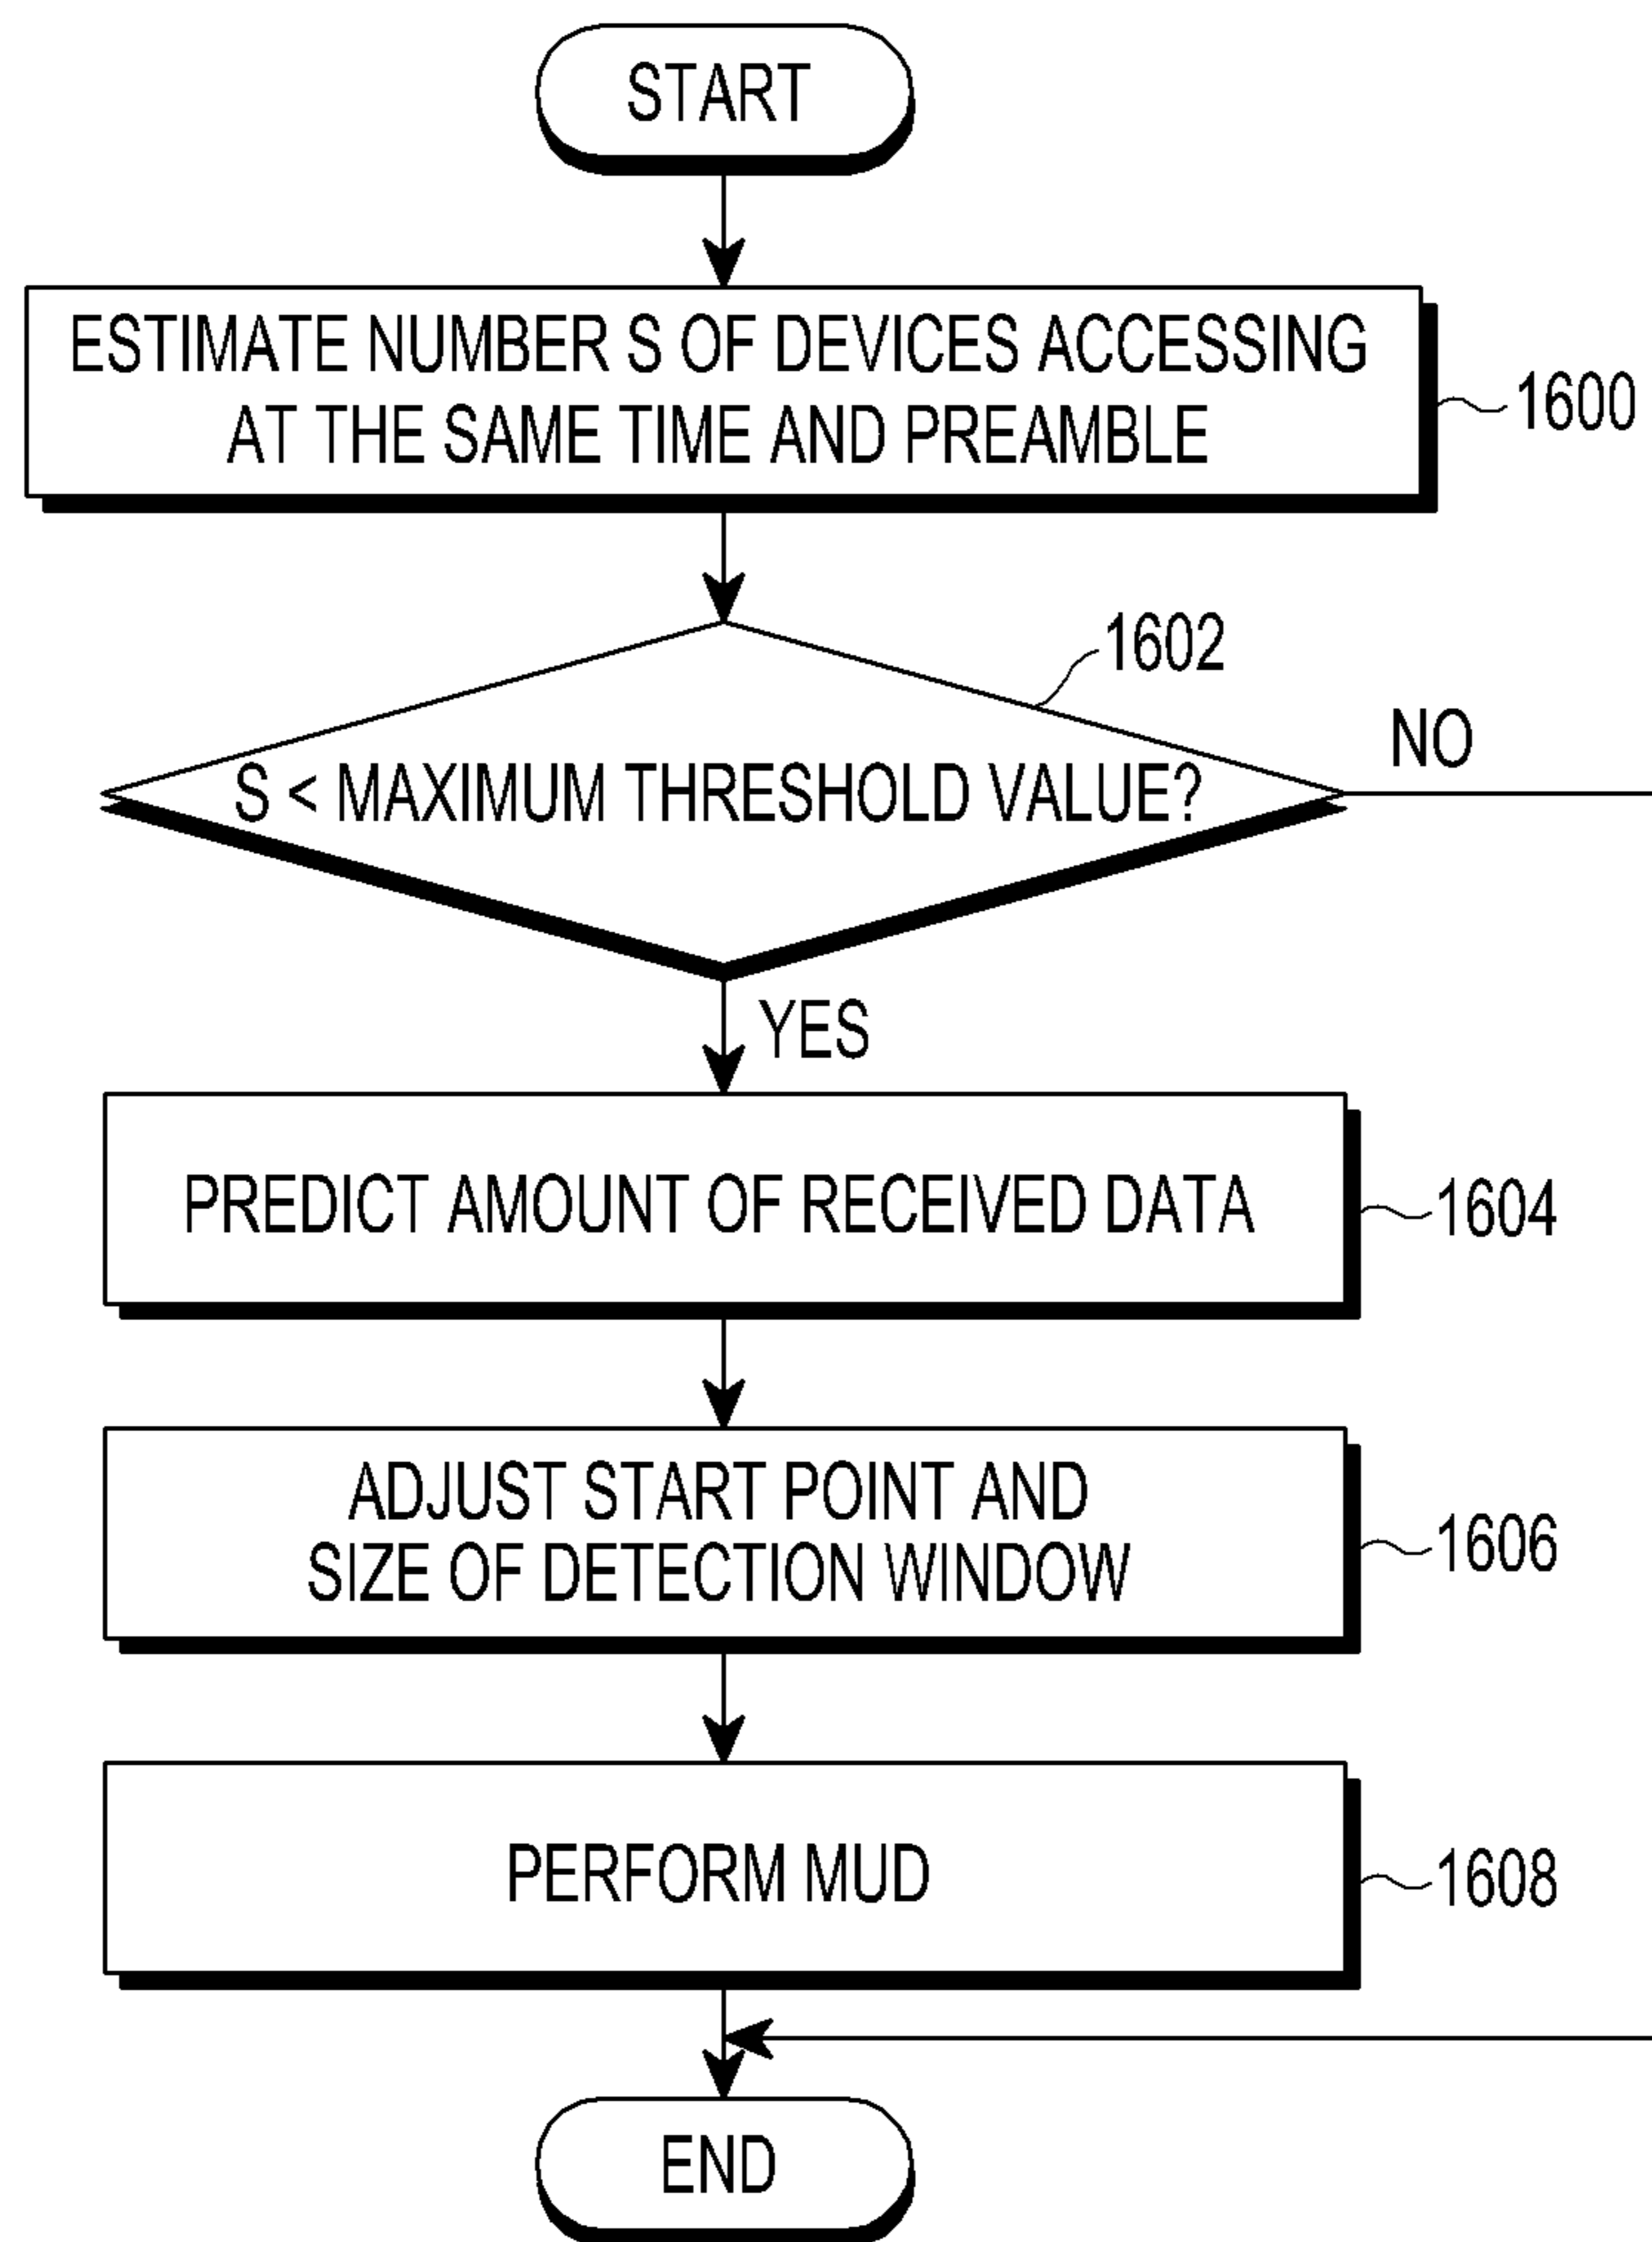 START
ESTIMATE NUMBER S OF DEVICES ACCESSING
AT THE SAME TIME AND PREAMBLE
1600
1602
S < MAXIMUM THRESHOLD VALUE?
NO
YES
PREDICT AMOUNT OF RECEIVED DATA
1604
ADJUST START POINT AND
SIZE OF DETECTION WINDOW
1606
PERFORM MUD
1608
END